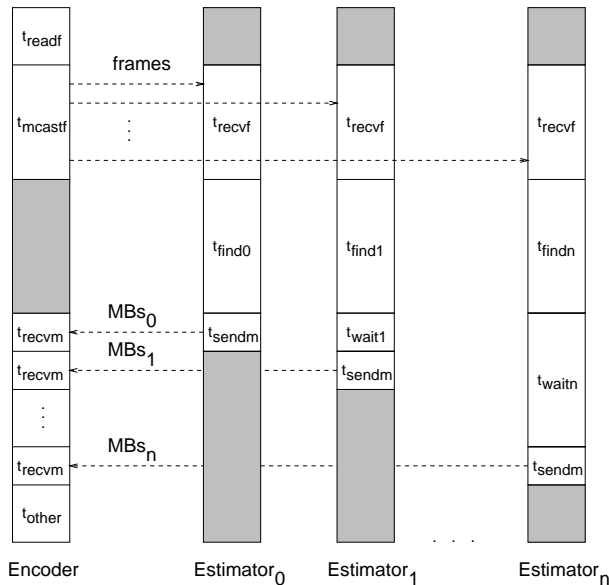 t_readf
frames
t_mcastf t_recvf t_recvf t_recvf
. . .
t_find0 t_find1 t_findn
MBs_0
t_recvm t_sendm t_wait1
MBs_1
t_recvm t_sendm t_waitn
. . .
MBs_n
t_recvm t_sendm
t_other
. . .
Encoder Estimator_0 Estimator_1 Estimator_n